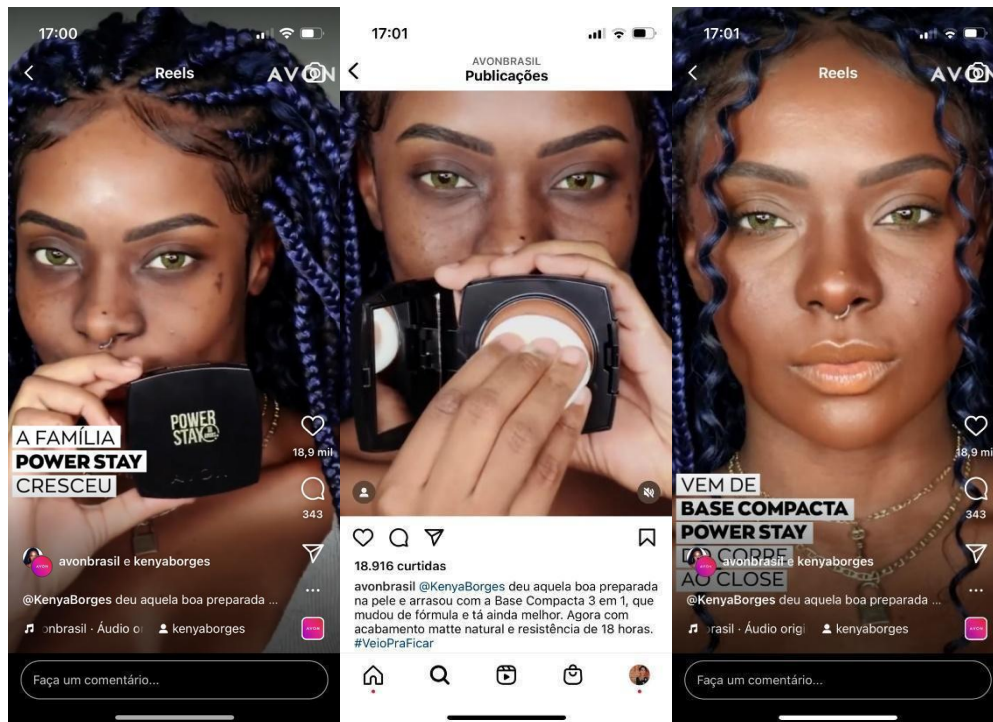 17:00
Reels
AVON
POWER
STAY
AVON
A FAMÍLIA
POWER STAY
CRESCEU
18,9 mil
343
avonbrasil e kenyaborges
@KenyaBorges deu aquela boa preparada ...
onbrasil · Áudio o
kenyaborges
AVON
Faça um comentário...
17:01
AVONBRASIL
Publicações
18.916 curtidas
avonbrasil @KenyaBorges deu aquela boa preparada
na pele e arrasou com a Base Compacta 3 em 1, que
mudou de fórmula e tá ainda melhor. Agora com
acabamento matte natural e resistência de 18 horas.
#VeioPraFicar
17:01
Reels
AVON
VEM DE
BASE COMPACTA
POWER STAY
DO CORRE
AO CLOSE
18,9 mil
343
avonbrasil e kenyaborges
@KenyaBorges deu aquela boa preparada ...
rasil · Áudio origi
kenyaborges
AVON
Faça um comentário...